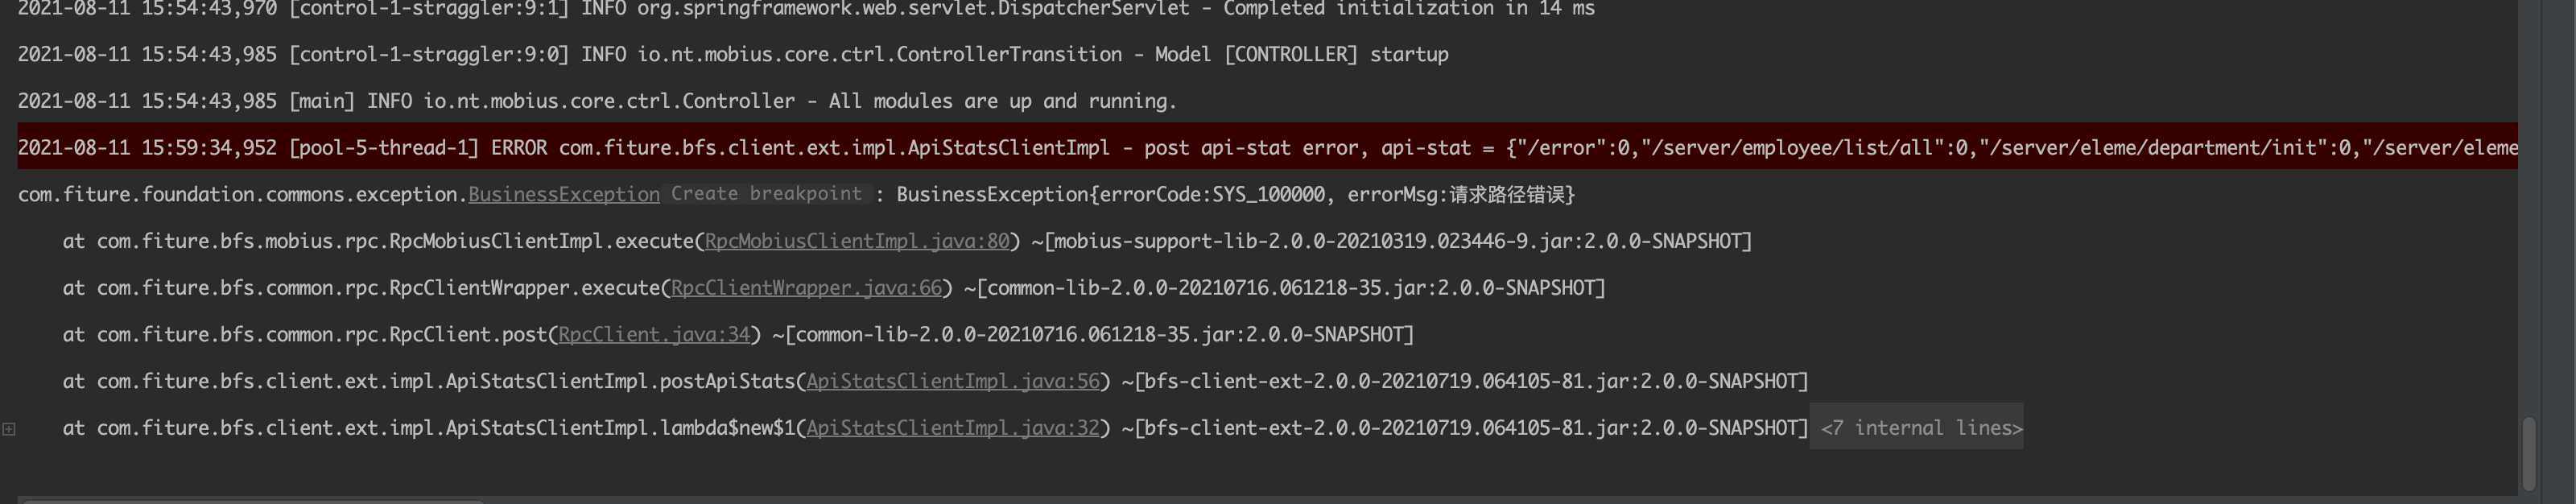 2021-08-11 15:54:43,970 [control-1-straggler:9:1] INFO org.springframework.web.servlet.DispatcherServlet - Completed initialization in 14 ms
2021-08-11 15:54:43,985 [control-1-straggler:9:0] INFO io.nt.mobius.core.ctrl.ControllerTransition - Model [CONTROLLER] startup
2021-08-11 15:54:43,985 [main] INFO io.nt.mobius.core.ctrl.Controller - All modules are up and running.
2021-08-11 15:59:34,952 [pool-5-thread-1] ERROR com.fiture.bfs.client.ext.impl.ApiStatsClientImpl - post api-stat error, api-stat = {"/error":0,"/server/employee/list/all":0,"/server/eleme/department/init":0,"/server/eleme
com.fiture.foundation.commons.exception.BusinessException Create breakpoint : BusinessException{errorCode:SYS_100000, errorMsg:请求路径错误}
at com.fiture.bfs.mobius.rpc.RpcMobiusClientImpl.execute(RpcMobiusClientImpl.java:80) ~[mobius-support-lib-2.0.0-20210319.023446-9.jar:2.0.0-SNAPSHOT]
at com.fiture.bfs.common.rpc.RpcClientWrapper.execute(RpcClientWrapper.java:66) ~[common-lib-2.0.0-20210716.061218-35.jar:2.0.0-SNAPSHOT]
at com.fiture.bfs.common.rpc.RpcClient.post(RpcClient.java:34) ~[common-lib-2.0.0-20210716.061218-35.jar:2.0.0-SNAPSHOT]
at com.fiture.bfs.client.ext.impl.ApiStatsClientImpl.postApiStats(ApiStatsClientImpl.java:56) ~[bfs-client-ext-2.0.0-20210719.064105-81.jar:2.0.0-SNAPSHOT]
at com.fiture.bfs.client.ext.impl.ApiStatsClientImpl.lambda$new$1(ApiStatsClientImpl.java:32) ~[bfs-client-ext-2.0.0-20210719.064105-81.jar:2.0.0-SNAPSHOT] <7 internal lines>